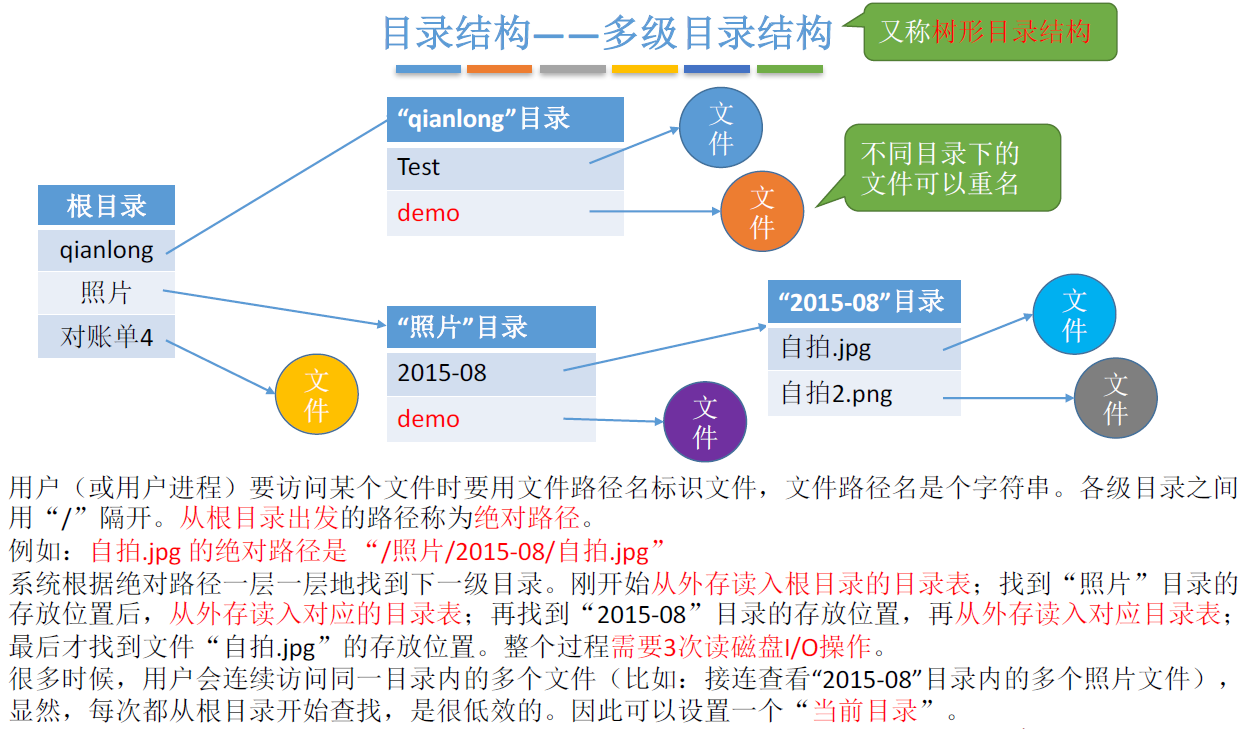 目录结构——多级目录结构
又称树形目录结构
“qianlong”目录
Test
demo
文
件
文
件
不同目录下的
文件可以重名
根目录
qianlong
照片
对账单4
文
件
“照片”目录
2015-08
demo
文
件
“2015-08”目录
自拍.jpg
自拍2.png
文
件
文
件
用户（或用户进程）要访问某个文件时要用文件路径名标识文件，文件路径名是个字符串。各级目录之间
用“/”隔开。从根目录出发的路径称为绝对路径。
例如：自拍.jpg 的绝对路径是 “/照片/2015-08/自拍.jpg”
系统根据绝对路径一层一层地找到下一级目录。刚开始从外存读入根目录的目录表；找到“照片”目录的
存放位置后，从外存读入对应的目录表；再找到“2015-08”目录的存放位置，再从外存读入对应目录表；
最后才找到文件“自拍.jpg”的存放位置。整个过程需要3次读磁盘I/O操作。
很多时候，用户会连续访问同一目录内的多个文件（比如：接连查看“2015-08”目录内的多个照片文件），
显然，每次都从根目录开始查找，是很低效的。因此可以设置一个“当前目录”。